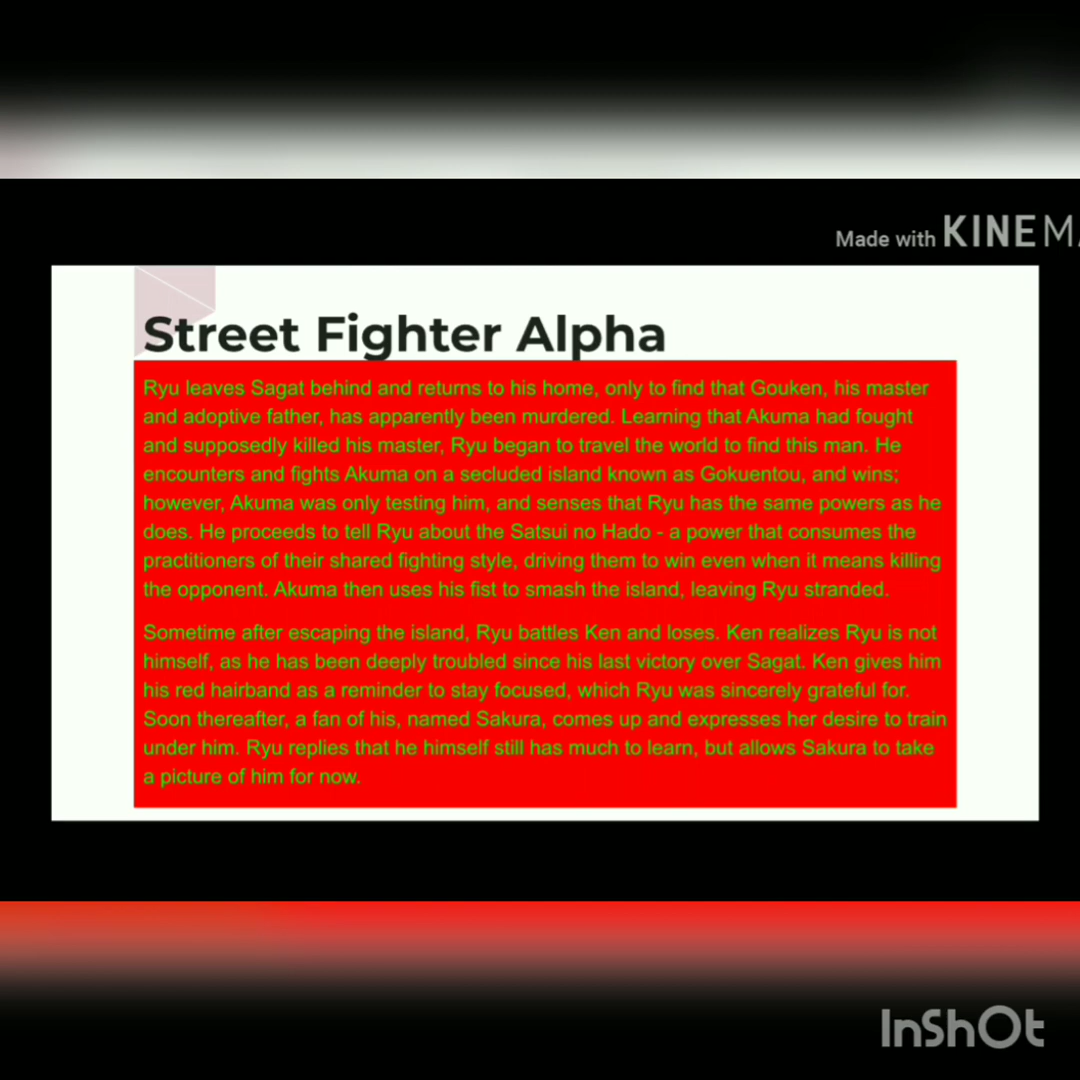 Made with KINEMA
Street Fighter Alpha
Ryu leaves Sagat behind and returns to his home, only to find that Gouken, his master
and adoptive father, has apparently been murdered. Learning that Akuma had fought
and supposedly killed his master, Ryu began to travel the world to find this man. He
encounters and fights Akuma on a secluded island known as Gokuentou, and wins;
however, Akuma was only testing him, and senses that Ryu has the same powers as he
does. He proceeds to tell Ryu about the Satsui no Hado - a power that consumes the
practitioners of their shared fighting style, driving them to win even when it means killing
the opponent. Akuma then uses his fist to smash the island, leaving Ryu stranded.
Sometime after escaping the island, Ryu battles Ken and loses. Ken realizes Ryu is not
himself, as he has been deeply troubled since his last victory over Sagat. Ken gives him
his red hairband as a reminder to stay focused, which Ryu was sincerely grateful for.
Soon thereafter, a fan of his, named Sakura, comes up and expresses her desire to train
under him. Ryu replies that he himself still has much to learn, but allows Sakura to take
a picture of him for now.
InShOt